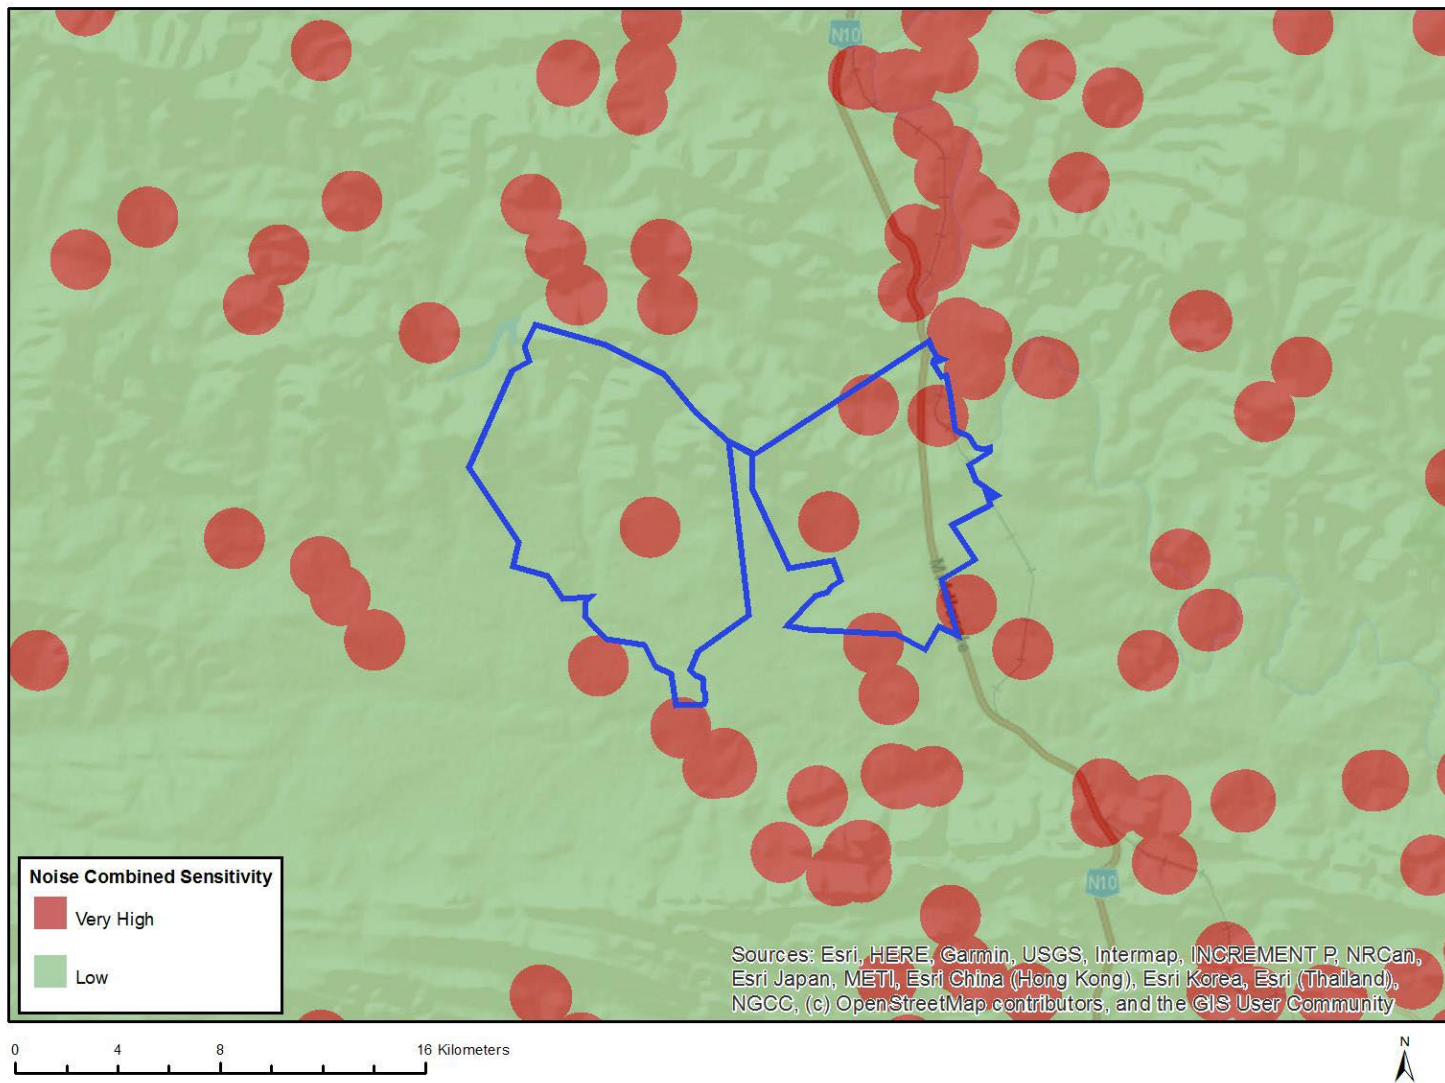 N10
N10
Noise Combined Sensitivity
Very High
Low
Sources: Esri, HERE, Garmin, USGS, Intermap, INCREMENT P, NRCan,
Esri Japan, METI, Esri China (Hong Kong), Esri Korea, Esri (Thailand),
NGCC, (c) OpenStreetMap contributors, and the GIS User Community
0 4 8 16 Kilometers
N